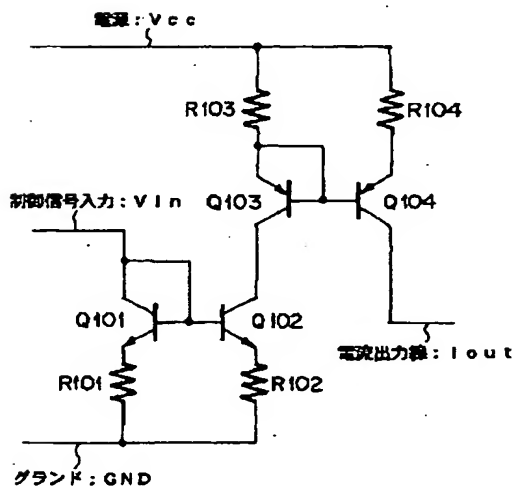 電源：Vcc
R103
R104
制御信号入力：VIn
Q103
Q104
Q101
Q102
電流出力線：Iout
R101
R102
グランド：GND